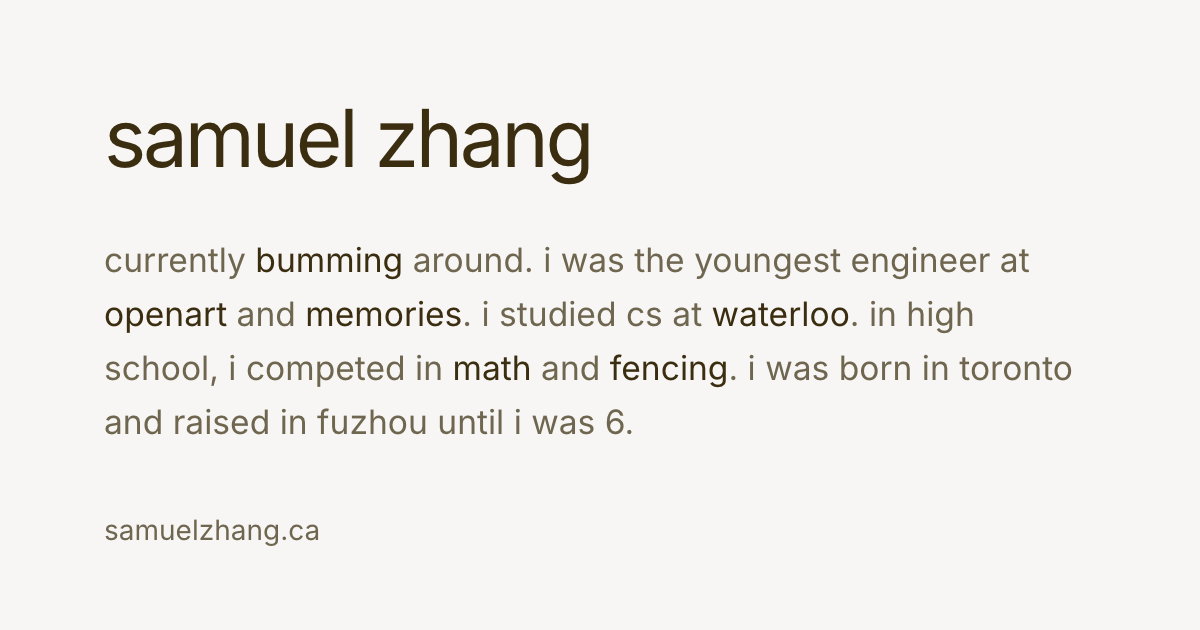 samuel zhang
currently bumming around. i was the youngest engineer at
openart and memories. i studied cs at waterloo. in high
school, i competed in math and fencing. i was born in toronto
and raised in fuzhou until i was 6.
samuelzhang.ca